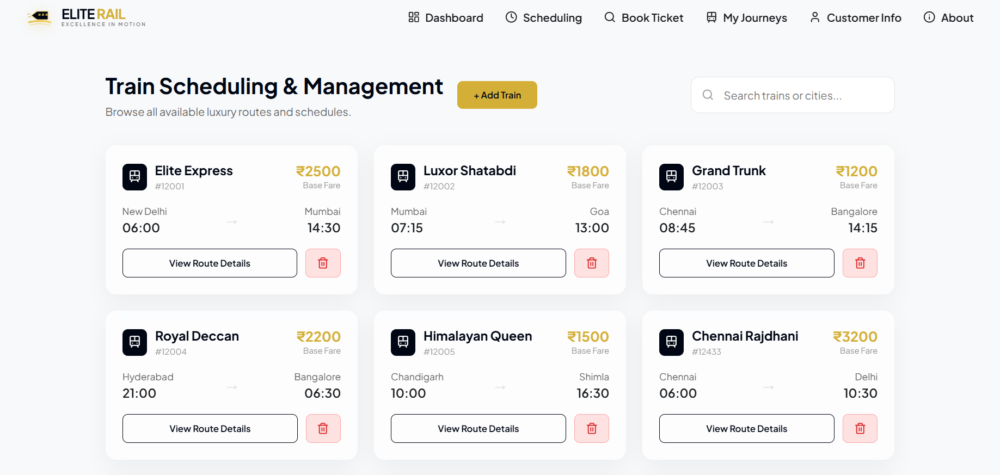 ELITE RAIL
EXCELLENCE IN MOTION
Dashboard
Scheduling
Book Ticket
My Journeys
Customer Info
About
Train Scheduling & Management
Browse all available luxury routes and schedules.
+ Add Train
Search trains or cities...
Elite Express
#12001
₹2500
Base Fare
New Delhi → Mumbai
06:00 14:30
View Route Details
Luxor Shatabdi
#12002
₹1800
Base Fare
Mumbai → Goa
07:15 13:00
View Route Details
Grand Trunk
#12003
₹1200
Base Fare
Chennai → Bangalore
08:45 14:15
View Route Details
Royal Deccan
#12004
₹2200
Base Fare
Hyderabad → Bangalore
21:00 06:30
View Route Details
Himalayan Queen
#12005
₹1500
Base Fare
Chandigarh → Shimla
10:00 16:30
View Route Details
Chennai Rajdhani
#12433
₹3200
Base Fare
Chennai → Delhi
06:00 10:30
View Route Details